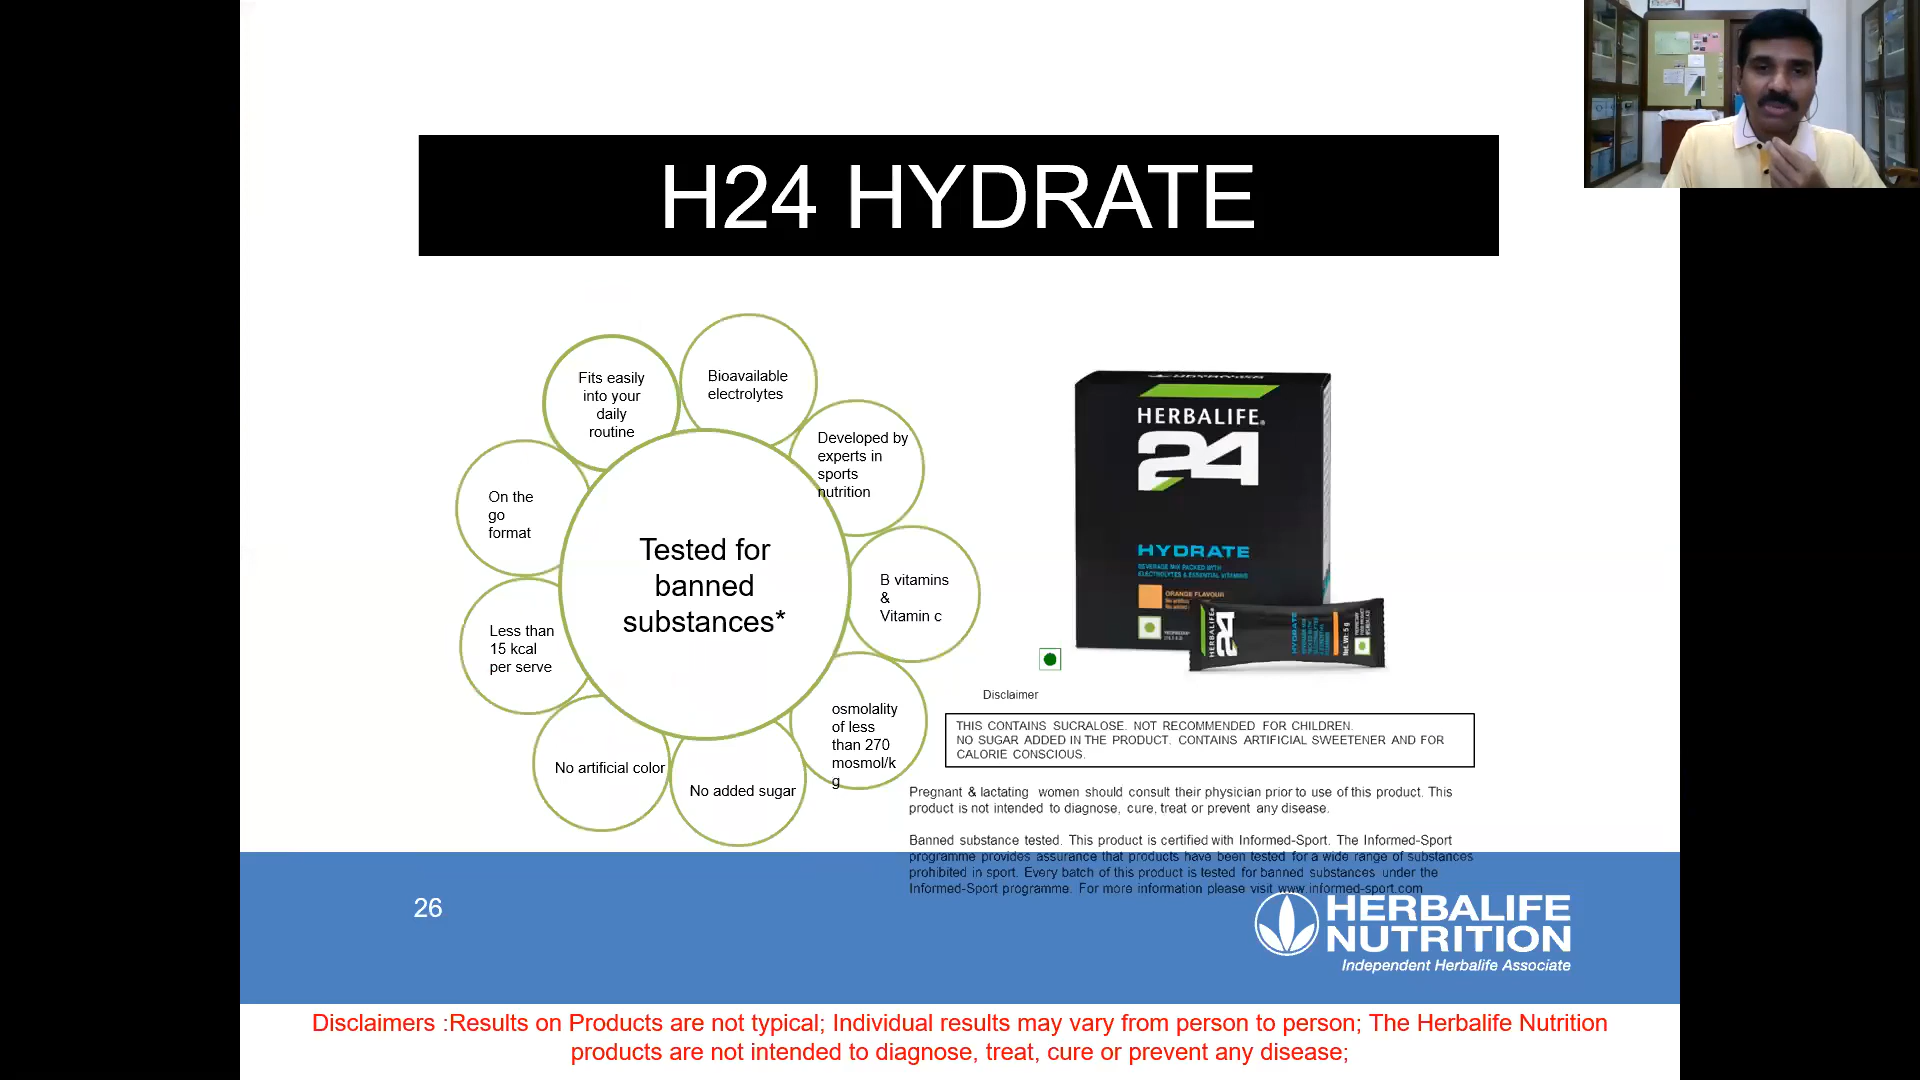 H24 HYDRATE
Fits easily
into your
daily
routine
Bioavailable
electrolytes
Developed by
experts in
sports
nutrition
On the
go
format
Tested for
banned
substances*
B vitamins
&
Vitamin c
Less than
15 kcal
per serve
osmolality
of less
than 270
mosmol/k
g
No artificial color
No added sugar
HERBALIFE
24
HYDRATE
BEVERAGE MIX PACKED WITH
ELECTROLYTES & ESSENTIAL VITAMINS
ORANGE FLAVOUR
HERBALIFE
24
HYDRATE
Net. Wt: 5 g
Disclaimer
THIS CONTAINS SUCRALOSE. NOT RECOMMENDED FOR CHILDREN.
NO SUGAR ADDED IN THE PRODUCT. CONTAINS ARTIFICIAL SWEETENER AND FOR
CALORIE CONSCIOUS.
Pregnant & lactating women should consult their physician prior to use of this product. This
product is not intended to diagnose, cure, treat or prevent any disease.
Banned substance tested. This product is certified with Informed-Sport. The Informed-Sport
programme provides assurance that products have been tested for a wide range of substances
prohibited in sport. Every batch of this product is tested for banned substances under the
Informed-Sport programme. For more information please visit www.informed-sport.com
26
HERBALIFE
NUTRITION
Independent Herbalife Associate
Disclaimers :Results on Products are not typical; Individual results may vary from person to person; The Herbalife Nutrition
products are not intended to diagnose, treat, cure or prevent any disease;